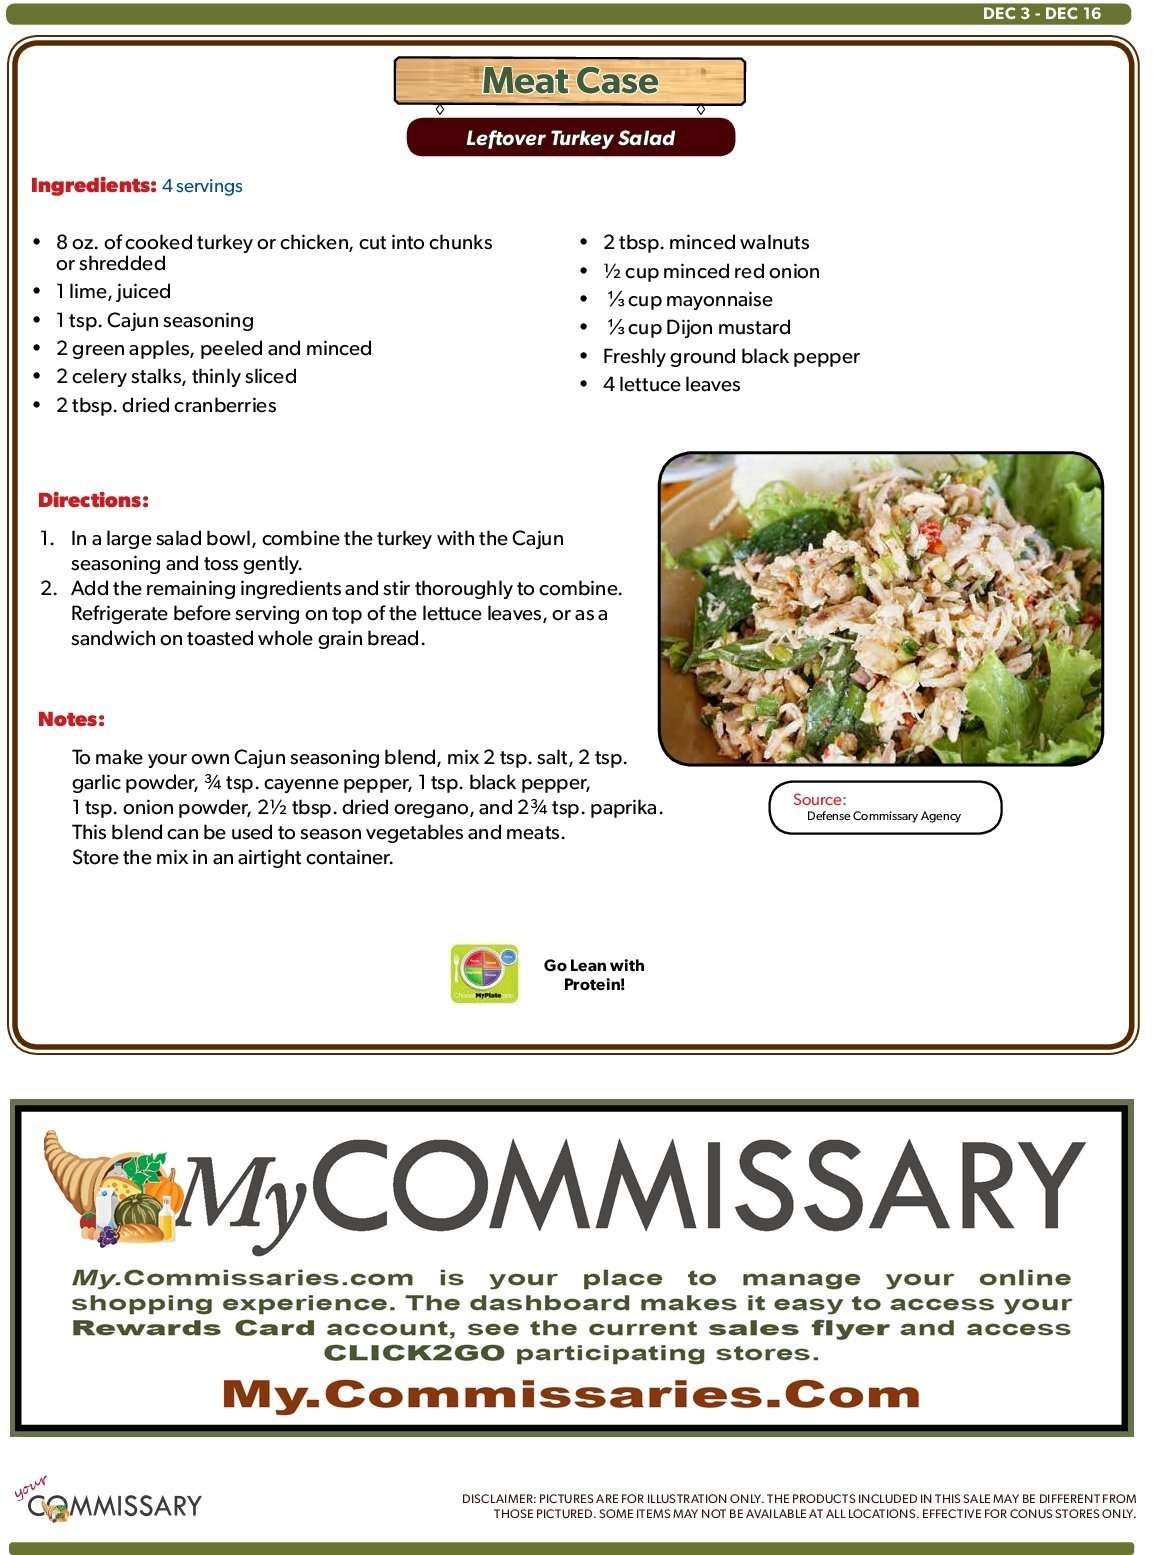 DEC 3 - DEC 16
Meat Case
Leftover Turkey Salad
Ingredients: 4 servings
• 8 oz. of cooked turkey or chicken, cut into chunks
or shredded
• 1 lime, juiced
• 1 tsp. Cajun seasoning
• 2 green apples, peeled and minced
• 2 celery stalks, thinly sliced
• 2 tbsp. dried cranberries
• 2 tbsp. minced walnuts
• ½ cup minced red onion
• ⅓ cup mayonnaise
• ⅓ cup Dijon mustard
• Freshly ground black pepper
• 4 lettuce leaves
Directions:
1. In a large salad bowl, combine the turkey with the Cajun
seasoning and toss gently.
2. Add the remaining ingredients and stir thoroughly to combine.
Refrigerate before serving on top of the lettuce leaves, or as a
sandwich on toasted whole grain bread.
Notes:
To make your own Cajun seasoning blend, mix 2 tsp. salt, 2 tsp.
garlic powder, ¾ tsp. cayenne pepper, 1 tsp. black pepper,
1 tsp. onion powder, 2½ tbsp. dried oregano, and 2¾ tsp. paprika.
This blend can be used to season vegetables and meats.
Store the mix in an airtight container.
Source:
Defense Commissary Agency
MyPlate
Go Lean with
Protein!
My COMMISSARY
My.Commissaries.com is your place to manage your online
shopping experience. The dashboard makes it easy to access your
Rewards Card account, see the current sales flyer and access
CLICK2GO participating stores.
My.Commissaries.Com
your
COMMISSARY
DISCLAIMER: PICTURES ARE FOR ILLUSTRATION ONLY. THE PRODUCTS INCLUDED IN THIS SALE MAY BE DIFFERENT FROM
THOSE PICTURED. SOME ITEMS MAY NOT BE AVAILABLE AT ALL LOCATIONS. EFFECTIVE FOR CONUS STORES ONLY.